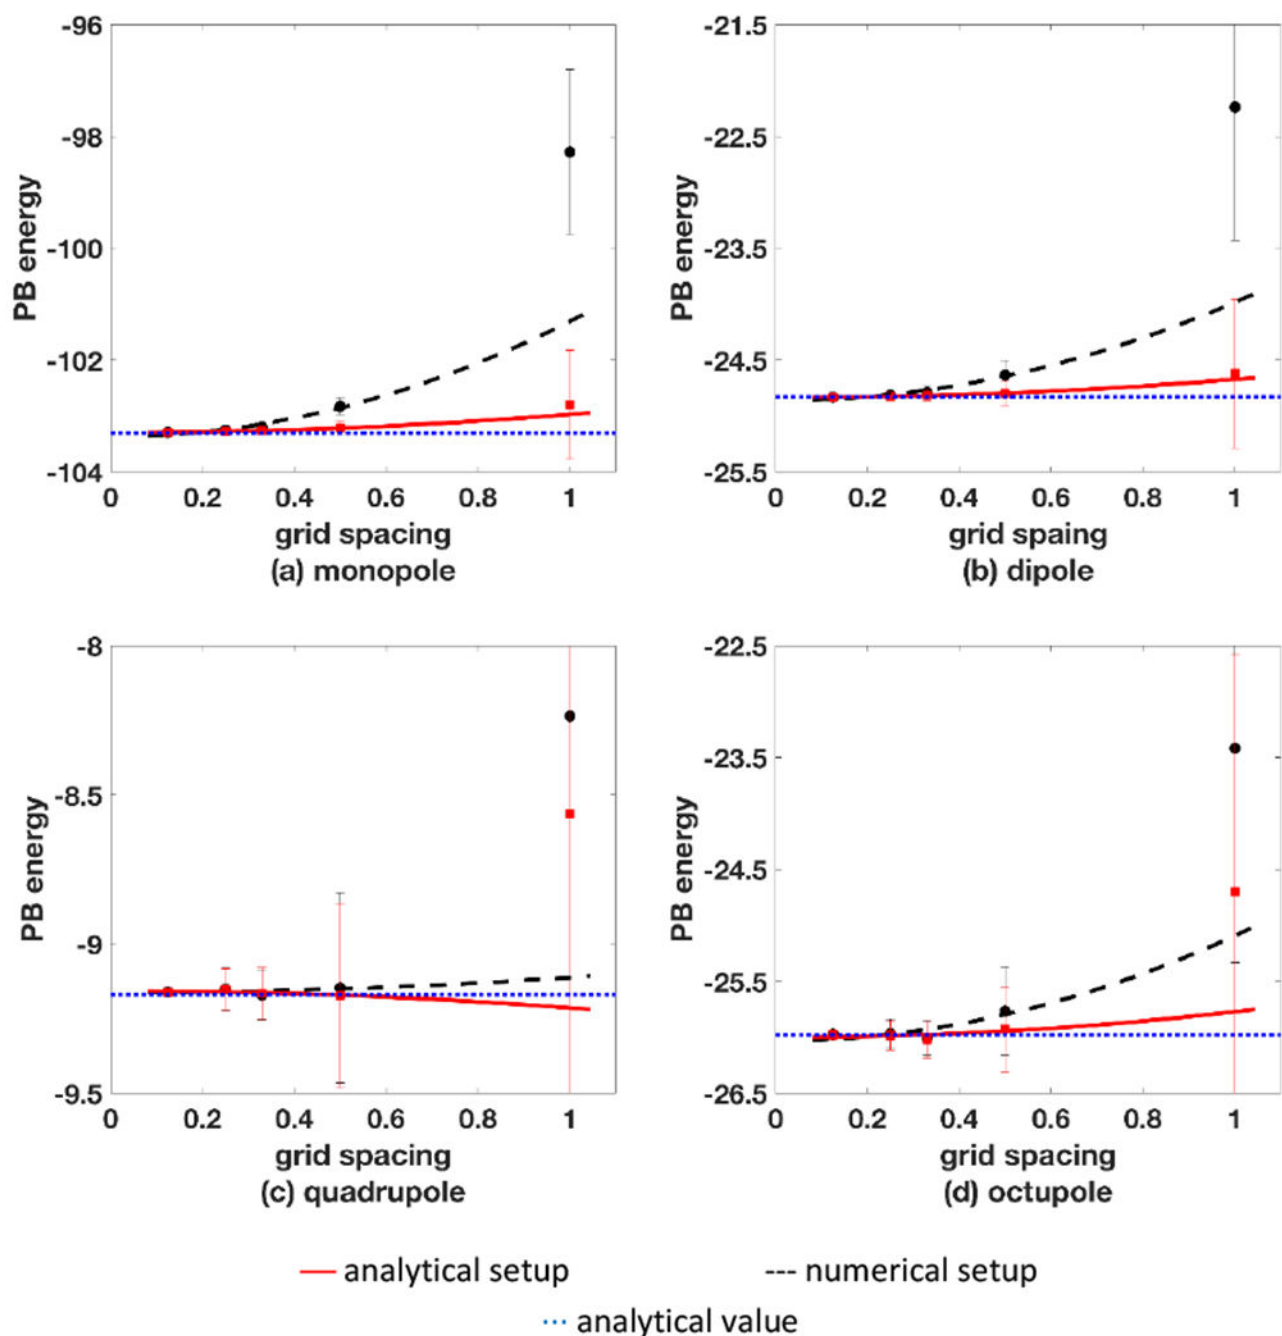 -96
-98
-100
-102
-104
PB energy
0 0.2 0.4 0.6 0.8 1
grid spacing
(a) monopole
-21.5
-22.5
-23.5
-24.5
-25.5
PB energy
0 0.2 0.4 0.6 0.8 1
grid spaing
(b) dipole
-8
-8.5
-9
-9.5
PB energy
0 0.2 0.4 0.6 0.8 1
grid spacing
(c) quadrupole
-22.5
-23.5
-24.5
-25.5
-26.5
PB energy
0 0.2 0.4 0.6 0.8 1
grid spacing
(d) octupole
analytical setup
numerical setup
analytical value